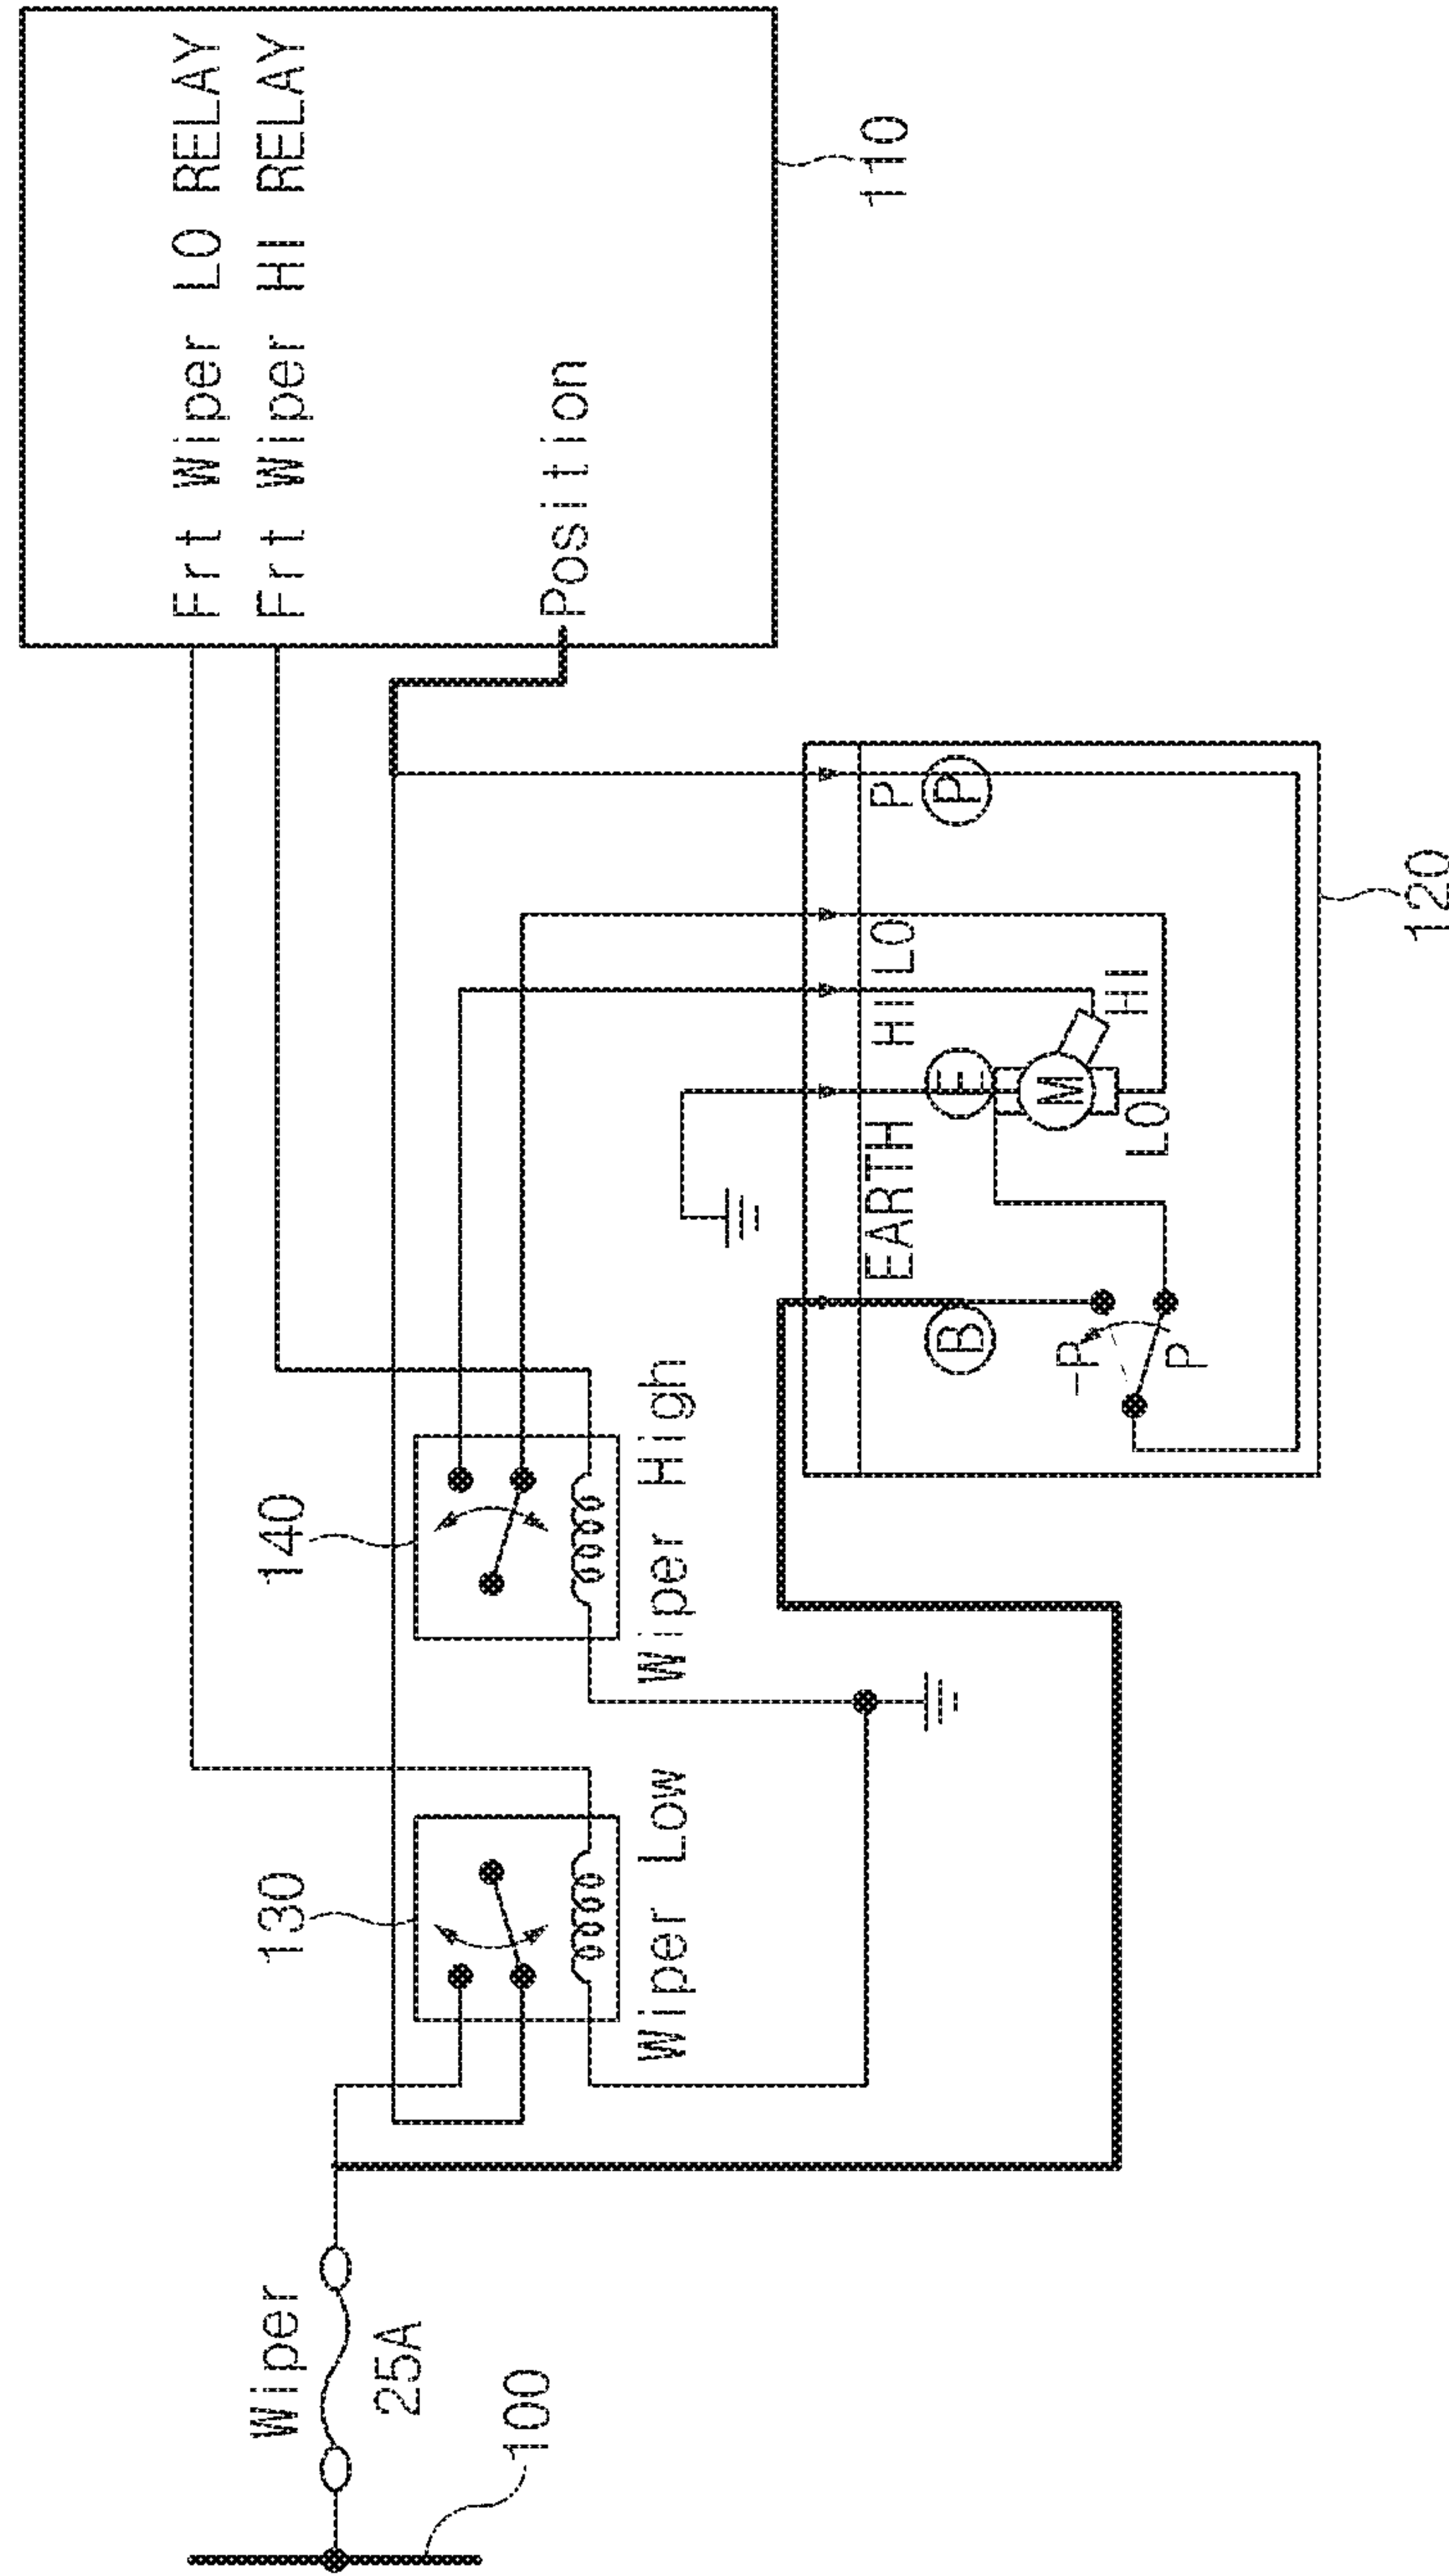 Frt Wiper LO RELAY
Frt Wiper HI RELAY
Position
110
Wiper
25A
100
130
Wiper Low
140
Wiper High
B
EARTH
E
HI
LO
P
P
-P
P
LO
M
HI
120